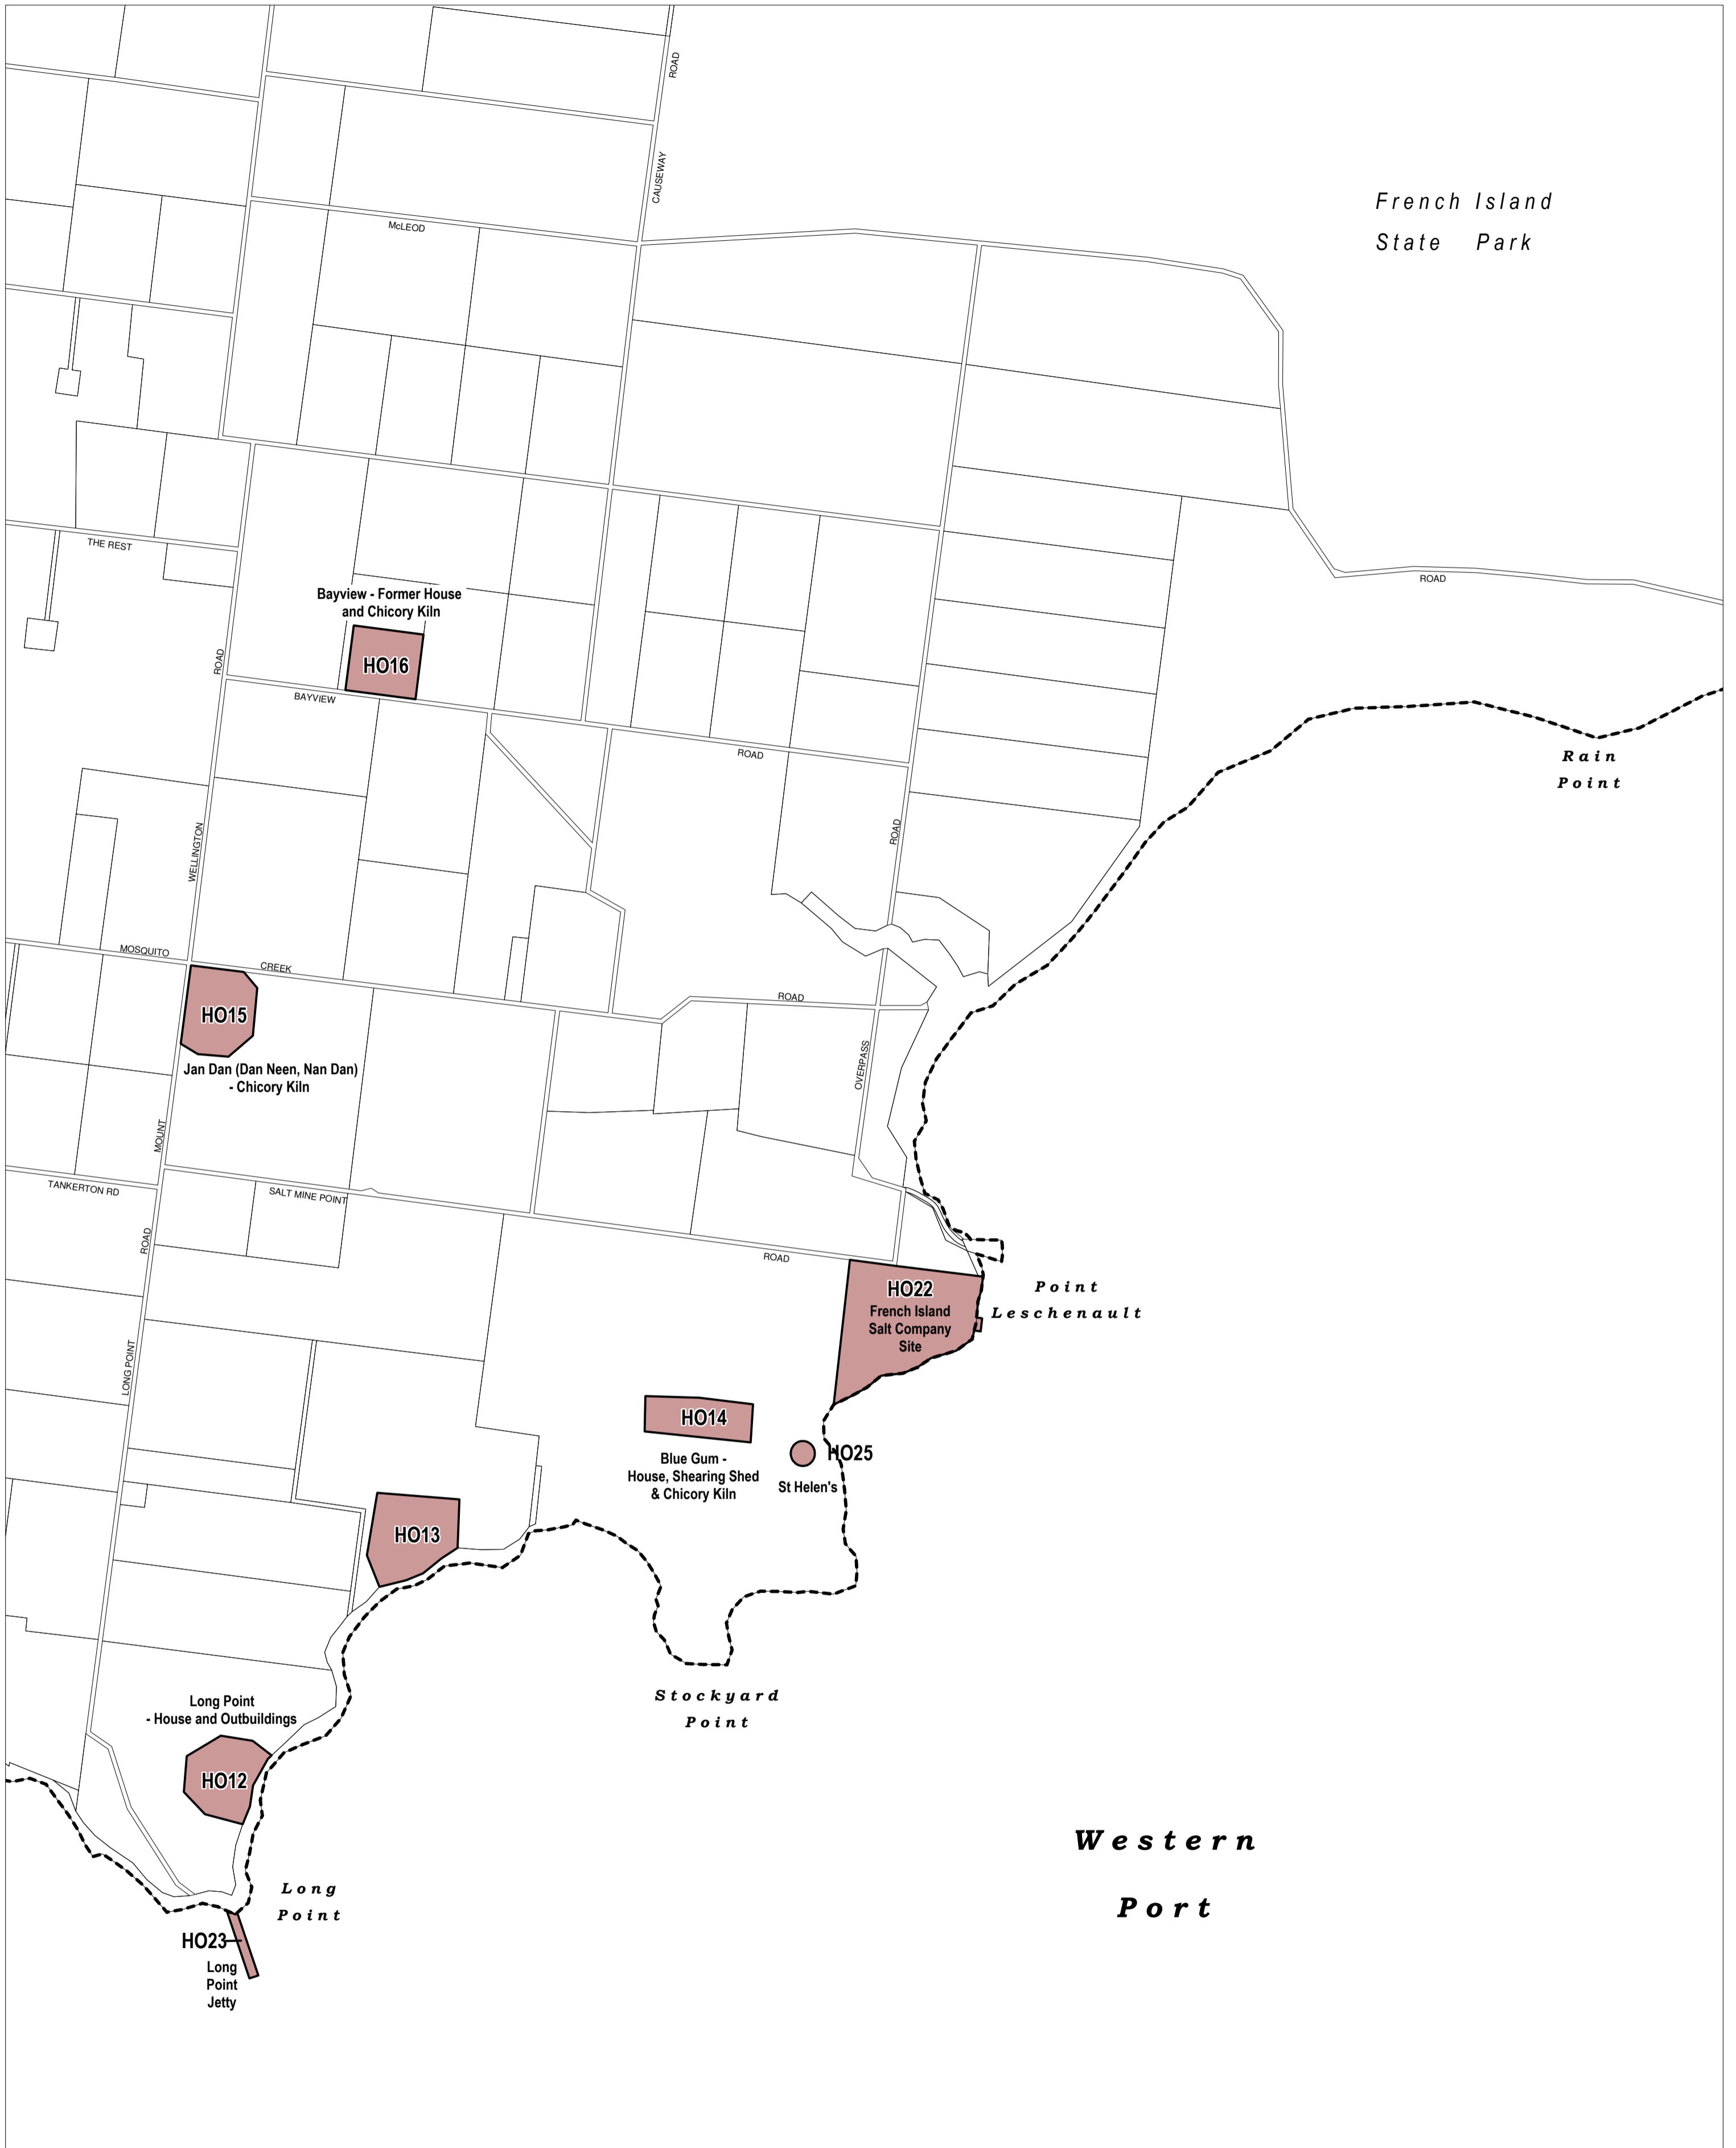 ROAD
CAUSEWAY
French Island
State Park
McLEOD
THE REST
ROAD
Bayview - Former House
and Chicory Kiln
HO16
ROAD
BAYVIEW
ROAD
Rain
Point
WELLINGTON
ROAD
MOSQUITO
CREEK
ROAD
HO15
OVERPASS
Jan Dan (Dan Neen, Nan Dan)
- Chicory Kiln
MOUNT
TANKERTON RD
SALT MINE POINT
ROAD
ROAD
HO22
French Island
Salt Company
Site
Point
Leschenault
LONG POINT
HO14
Blue Gum -
House, Shearing Shed
& Chicory Kiln
HO25
St Helen's
HO13
Stockyard
Point
Long Point
- House and Outbuildings
HO12
Western
Port
Long
Point
HO23
Long
Point
Jetty